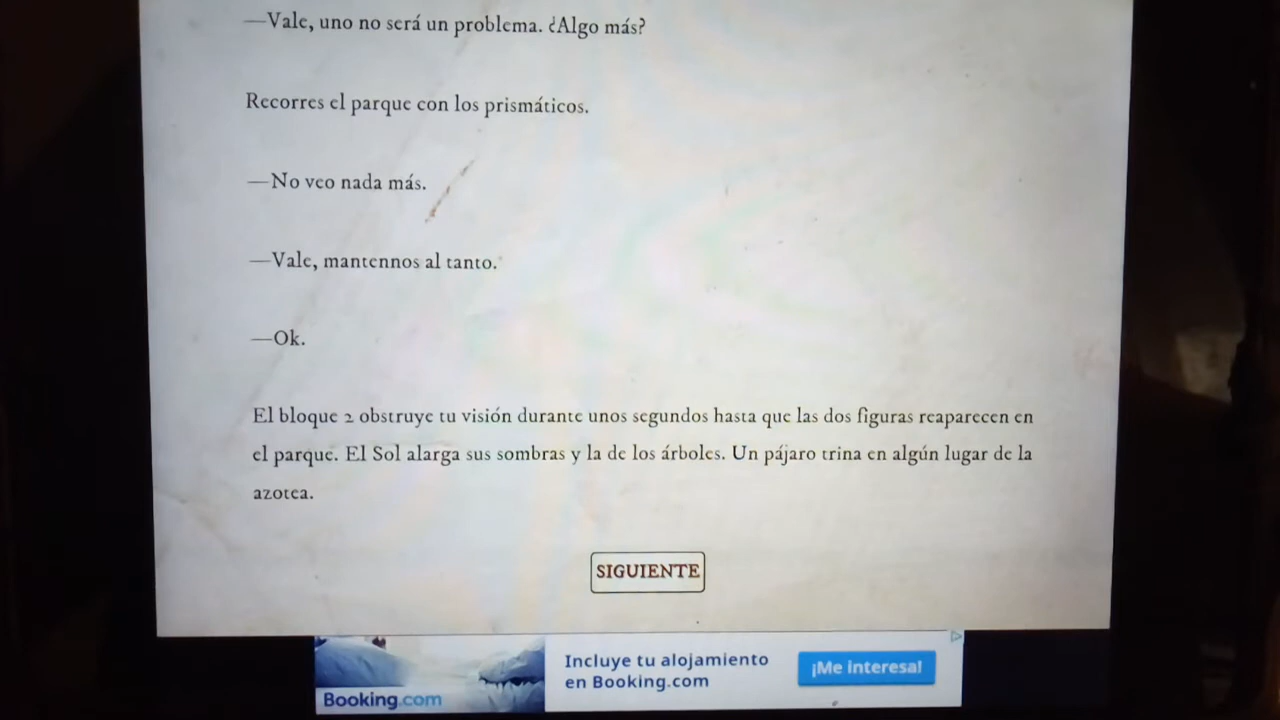 —Vale, uno no será un problema. ¿Algo más?
Recorres el parque con los prismáticos.
—No veo nada más.
—Vale, mantennos al tanto.
—Ok.
El bloque 2 obstruye tu visión durante unos segundos hasta que las dos figuras reaparecen en
el parque. El Sol alarga sus sombras y la de los árboles. Un pájaro trina en algún lugar de la
azotea.
SIGUIENTE
Incluye tu alojamiento
en Booking.com
¡Me interesa!
Booking.com